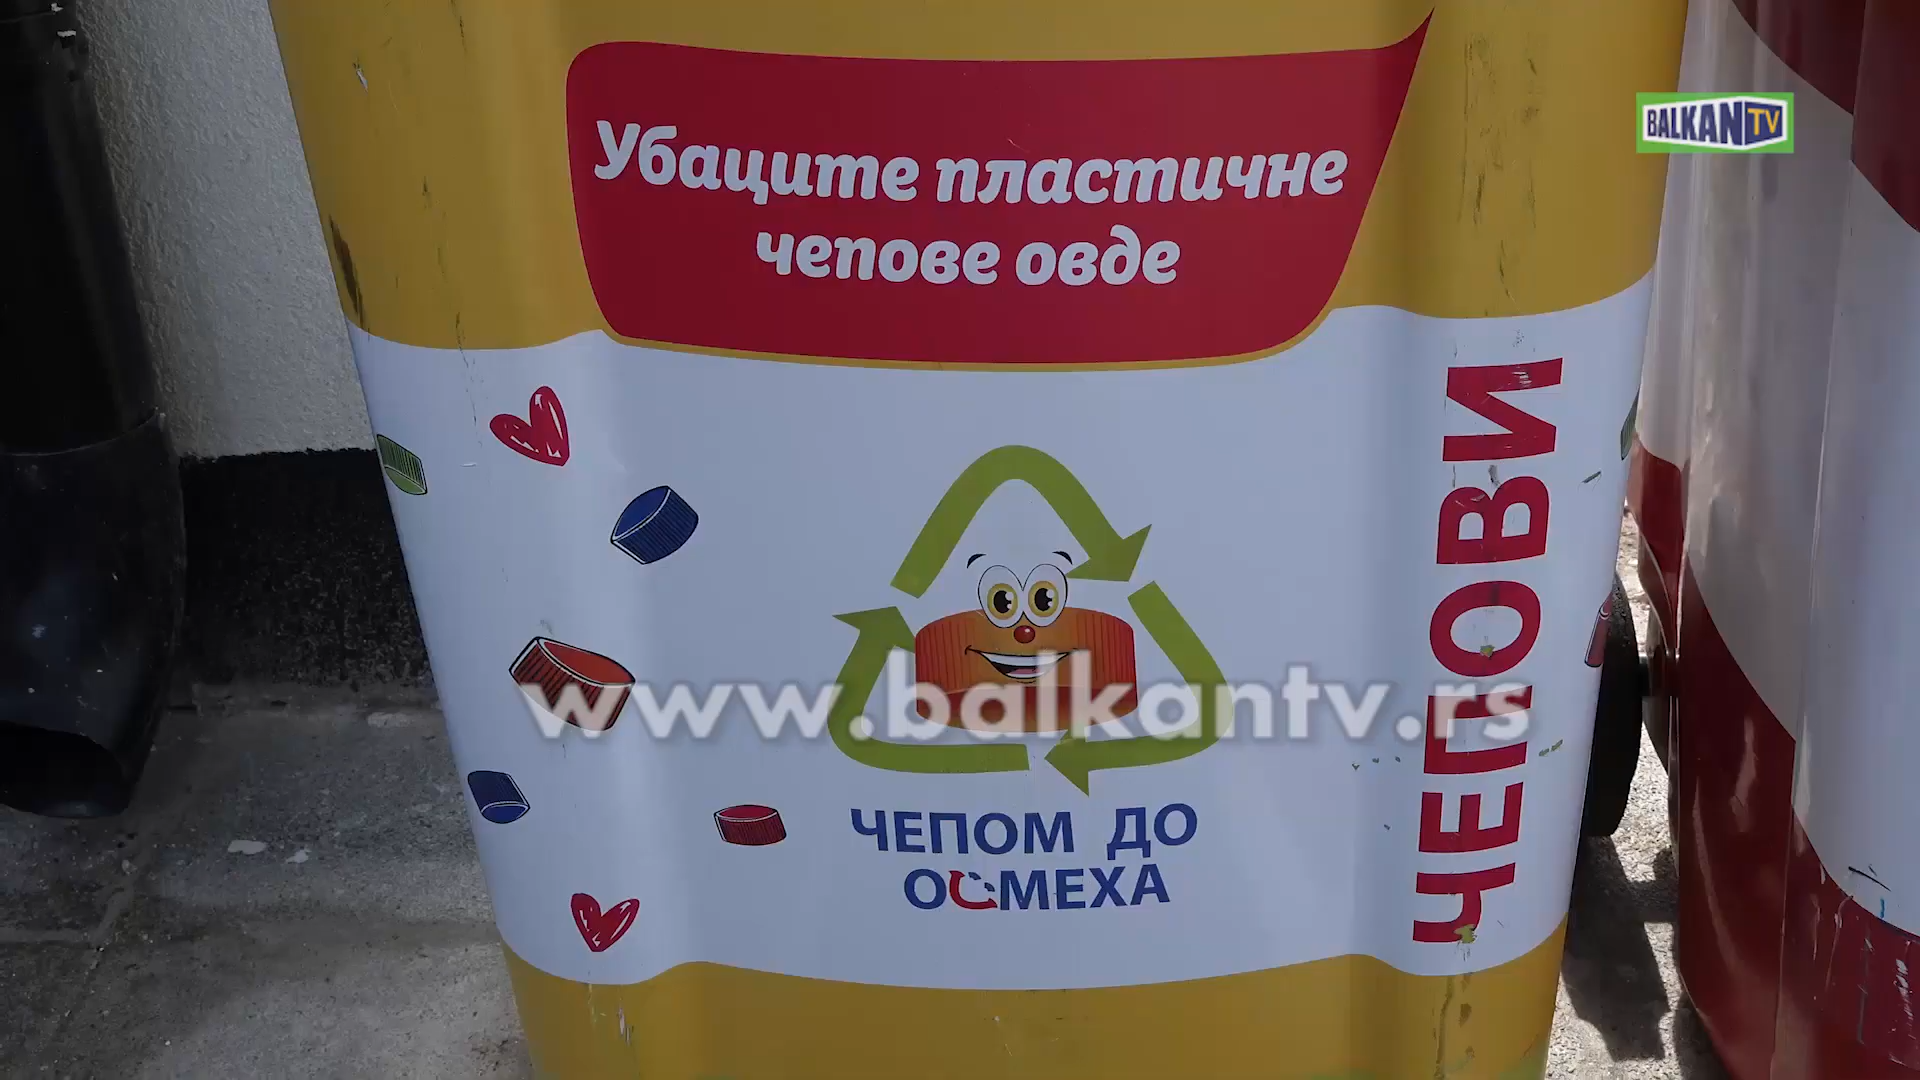 BALKAN TV
Убаците пластичне
чепове овде
ЧЕПОВИ
www.balkantv.rs
ЧЕПОМ ДО
ОСМЕХА